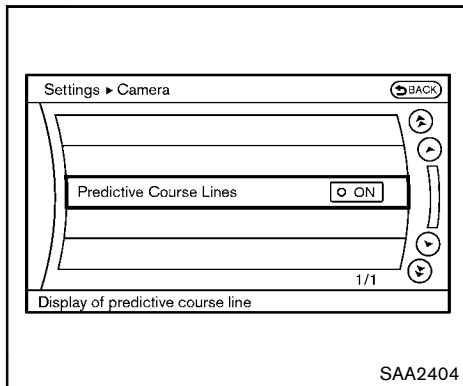 Settings ▸ Camera
BACK
Predictive Course Lines
ON
1/1
Display of predictive course line
SAA2404